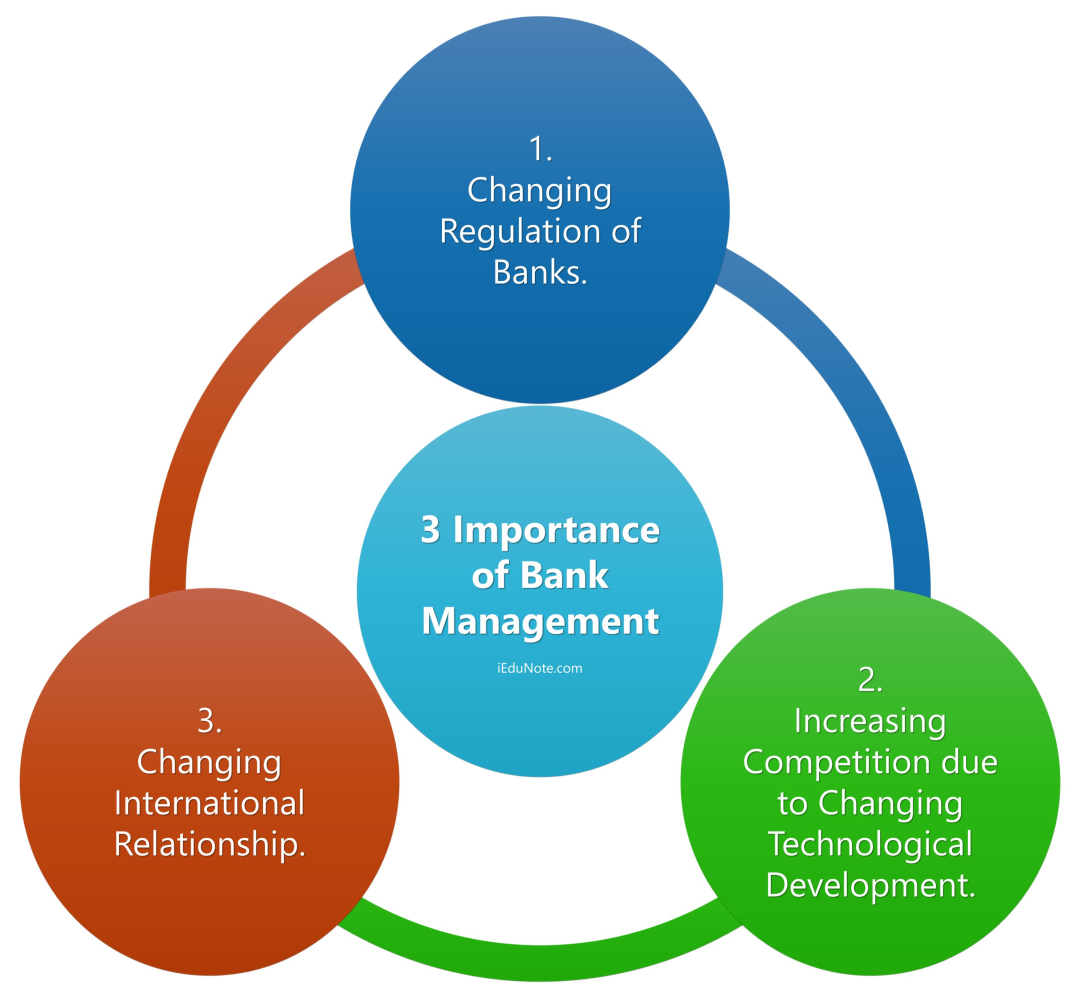 1.
Changing
Regulation of
Banks.
3 Importance
of Bank
Management
iEduNote.com
2.
Increasing
Competition due
to Changing
Technological
Development.
3.
Changing
International
Relationship.